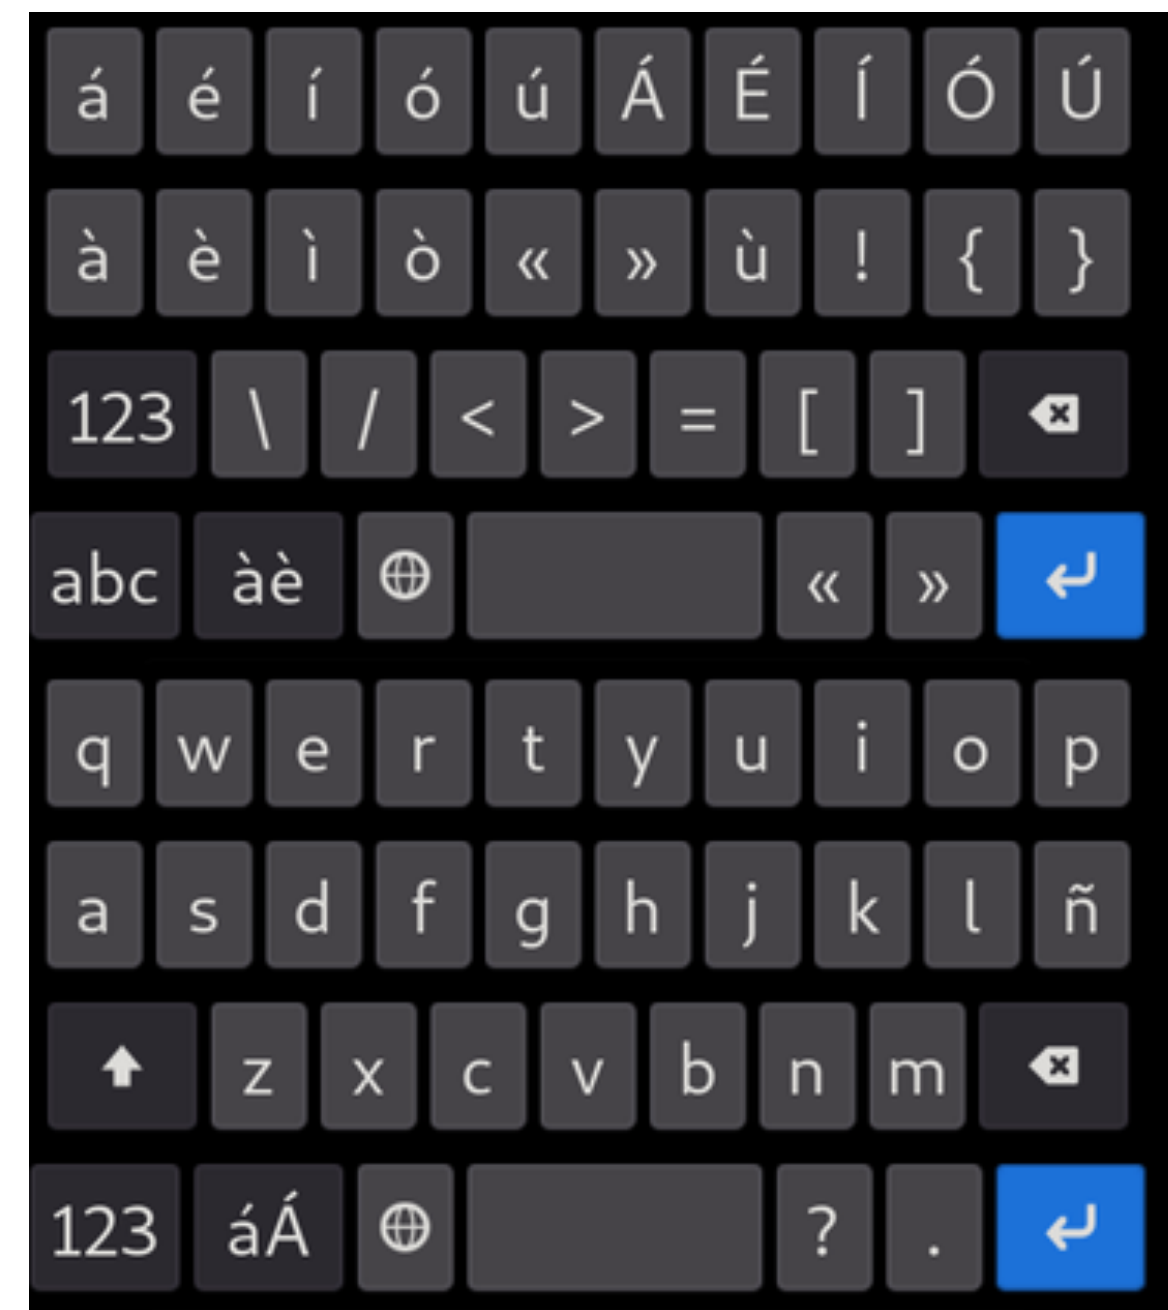 á é í ó ú Á É Í Ó Ú
à è ì ò « » ù ! { }
123 \ / < > = [ ]
abc àè « »
q w e r t y u i o p
a s d f g h j k l ñ
z x c v b n m
123 áÁ ? .